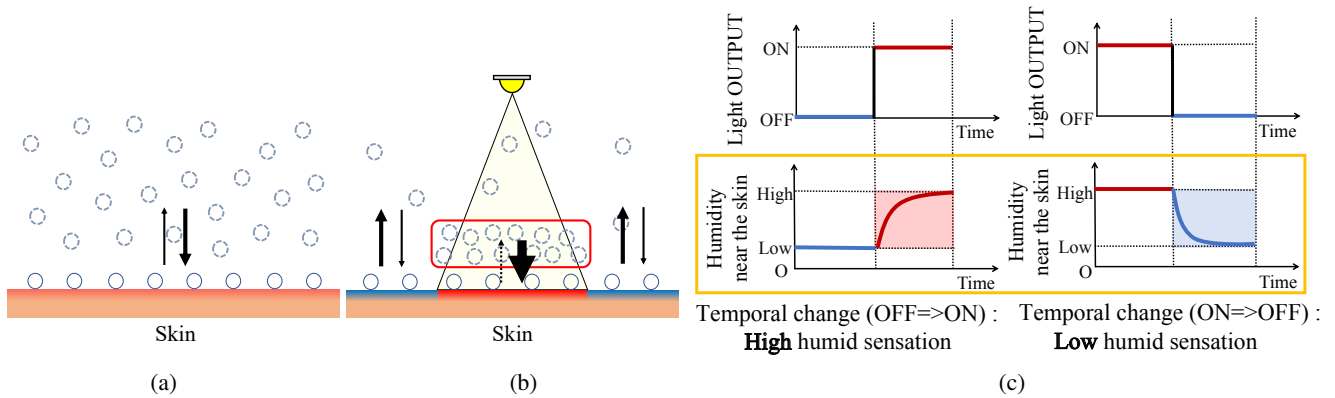 Skin
(a)
Skin
(b)
Light OUTPUT
ON
OFF
Time
Light OUTPUT
ON
OFF
Time
Humidity
near the skin
High
Low
O
Time
Humidity
near the skin
High
Low
O
Time
Temporal change (OFF=>ON) :
High humid sensation
Temporal change (ON=>OFF) :
Low humid sensation
(c)